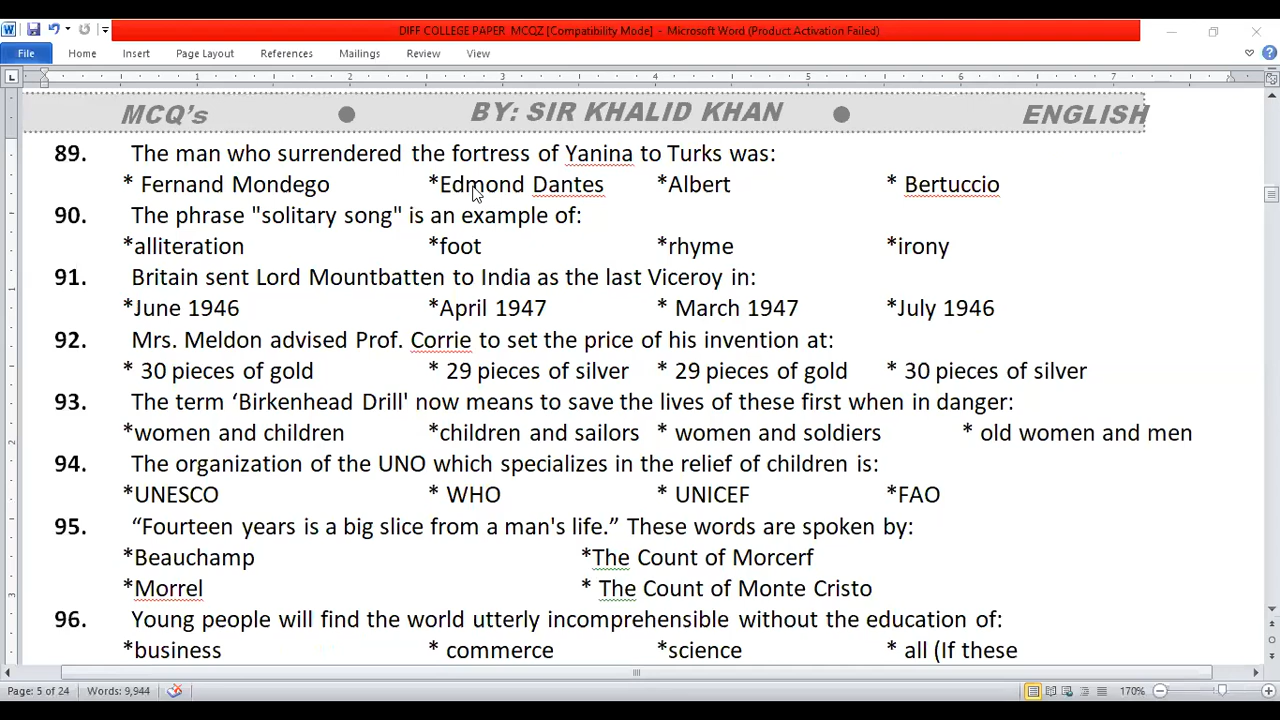 DIFF COLLEGE PAPER MCQZ [Compatibility Mode] - Microsoft Word (Product Activation Failed)
File Home Insert Page Layout References Mailings Review View
1 2 3 4 5 6 7
MCQ's ● BY: SIR KHALID KHAN ● ENGLISH
89. The man who surrendered the fortress of Yanina to Turks was:
* Fernand Mondego *Edmond Dantes *Albert * Bertuccio
90. The phrase "solitary song" is an example of:
*alliteration *foot *rhyme *irony
91. Britain sent Lord Mountbatten to India as the last Viceroy in:
*June 1946 *April 1947 * March 1947 *July 1946
92. Mrs. Meldon advised Prof. Corrie to set the price of his invention at:
* 30 pieces of gold * 29 pieces of silver * 29 pieces of gold * 30 pieces of silver
93. The term ‘Birkenhead Drill' now means to save the lives of these first when in danger:
*women and children *children and sailors * women and soldiers * old women and men
94. The organization of the UNO which specializes in the relief of children is:
*UNESCO * WHO * UNICEF *FAO
95. “Fourteen years is a big slice from a man's life.” These words are spoken by:
*Beauchamp *The Count of Morcerf
*Morrel * The Count of Monte Cristo
96. Young people will find the world utterly incomprehensible without the education of:
*business * commerce *science * all (If these
Page: 5 of 24 Words: 9,944 170%